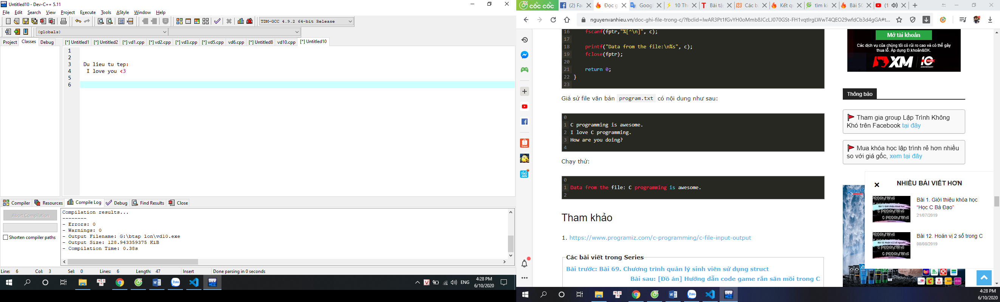 Untitled10 - Dev-C++ 5.11
File Edit Search View Project Execute Tools AStyle Window Help
TDM-GCC 4.9.2 64-bit Release
(globals)
Project Classes Debug
[*] Untitled1 [*] Untitled2 [*] vd1.cpp [*] vd2.cpp [*] vd3.cpp [*] vd5.cpp vd6.cpp [*] Untitled8 vd10.cpp [*] Untitled10
1
2
3 Du lieu tu tep:
4 I love you <3
5
6
Compiler Resources Compile Log Debug Find Results Close
Abort Compilation
Shorten compiler paths
Compilation results...
--------
- Errors: 0
- Warnings: 0
- Output Filename: G:\btap lon\vd10.exe
- Output Size: 128.943359375 KiB
- Compilation Time: 0.38s
Line: 6 Col: 3 Sel: 0 Lines: 6 Length: 47 Insert Done parsing in 0 seconds
ENG
4:28 PM
6/10/2020
cốc cốc
(2) Fac Đọc g Googl 10 Thi Bài tậ Các b Kết qu tìm ki Bài 50 (1
nguyenvanhieu.vn/doc-ghi-file-trong-c/?fbclid=IwAR3Pt1fGvYH0oMmb8JCcLJ070GSt-FH1vqtIrgLWwT4QEO29wfdCb3d4gGA#t...
16 fscanf(fptr,"%[^\n]", c);
17
18 printf("Data from the file:\n%s", c);
19 fclose(fptr);
20
21 return 0;
22 }
23
Giả sử file văn bản program.txt có nội dung như sau:
0
1 C programming is awesome.
2 I love C programming.
3 How are you doing?
4
Chạy thử:
0
1 Data from the file: C programming is awesome.
2
Tham khảo
1. https://www.programiz.com/c-programming/c-file-input-output
Các bài viết trong Series
Bài trước: Bài 69. Chương trình quản lý sinh viên sử dụng struct
Bài sau: [Đồ án] Hướng dẫn code game rắn săn mồi trong C
Mở tài khoản
Các dịch vụ của chúng tôi có rủi ro cao và có thể gây
thua lỗ. Áp dụng Đ.khoản&ĐK.
XM 10 YEARS ANNIVERSARY
Thông báo
Tham gia group Lập Trình Không
Khó trên Facebook tại đây
Mua khóa học lập trình rẻ hơn nhiều
so với giá gốc, xem tại đây
NHIỀU BÀI VIẾT HƠN
Bài 1. Giới thiệu khóa học
"Học C Bá Đạo"
21/07/2019
Bài 12. Hoán vị 2 số trong C
08/08/2019
4:28 PM
6/10/2020